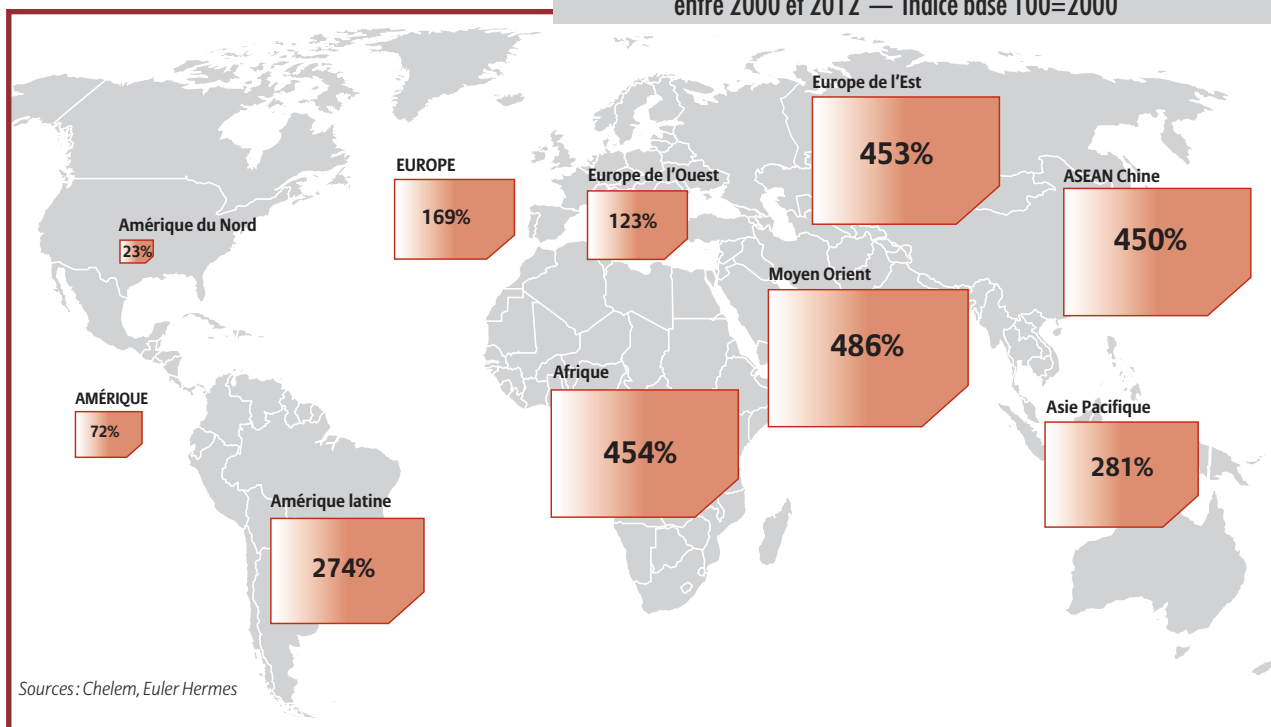 entre 2000 et 2012 — Indice base 100=2000
Europe de l'Est
453%
EUROPE
169%
Europe de l'Ouest
123%
ASEAN Chine
450%
Amérique du Nord
23%
Moyen Orient
486%
Afrique
454%
AMÉRIQUE
72%
Asie Pacifique
281%
Amérique latine
274%
Sources : Chelem, Euler Hermes